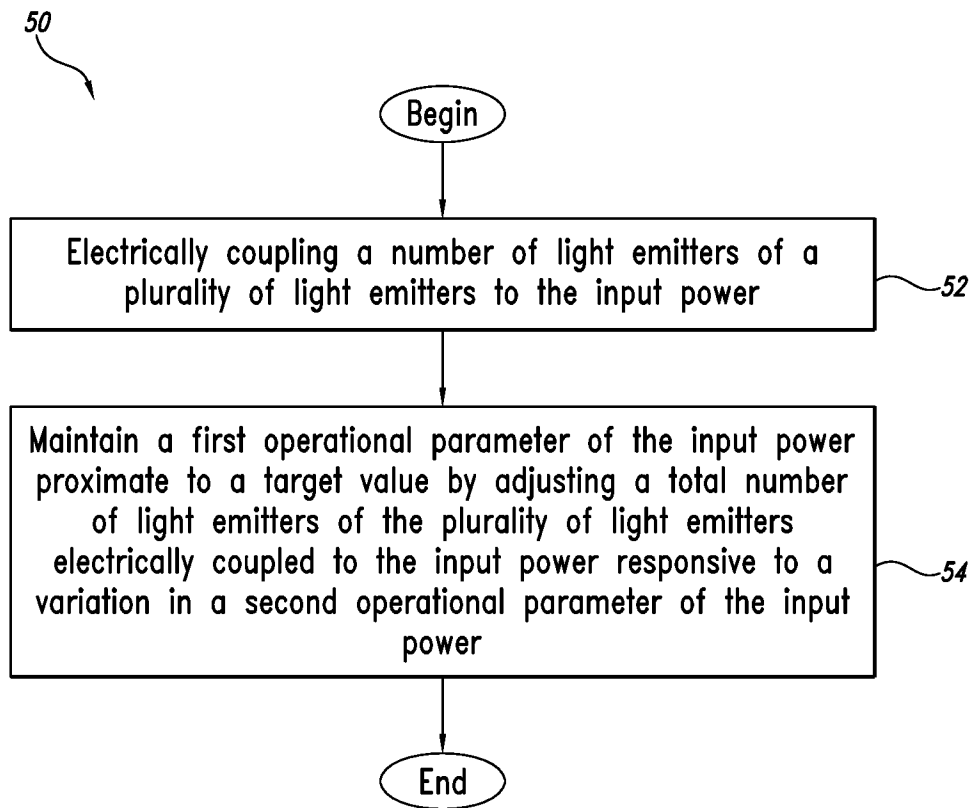 50
Begin
Electrically coupling a number of light emitters of a
plurality of light emitters to the input power
52
Maintain a first operational parameter of the input power
proximate to a target value by adjusting a total number
of light emitters of the plurality of light emitters
electrically coupled to the input power responsive to a
variation in a second operational parameter of the input
power
54
End